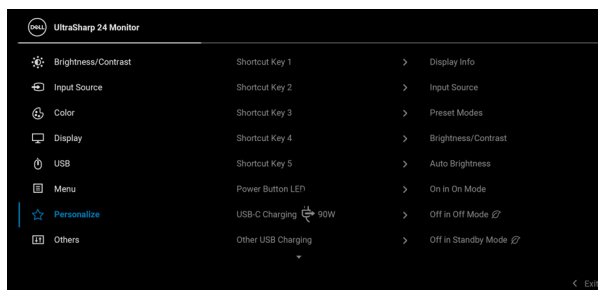 DELL UltraSharp 24 Monitor
Brightness/Contrast Shortcut Key 1 > Display Info
Input Source Shortcut Key 2 > Input Source
Color Shortcut Key 3 > Preset Modes
Display Shortcut Key 4 > Brightness/Contrast
USB Shortcut Key 5 > Auto Brightness
Menu Power Button LED > On in On Mode
Personalize USB-C Charging 90W > Off in Off Mode
Others Other USB Charging > Off in Standby Mode
< Exit